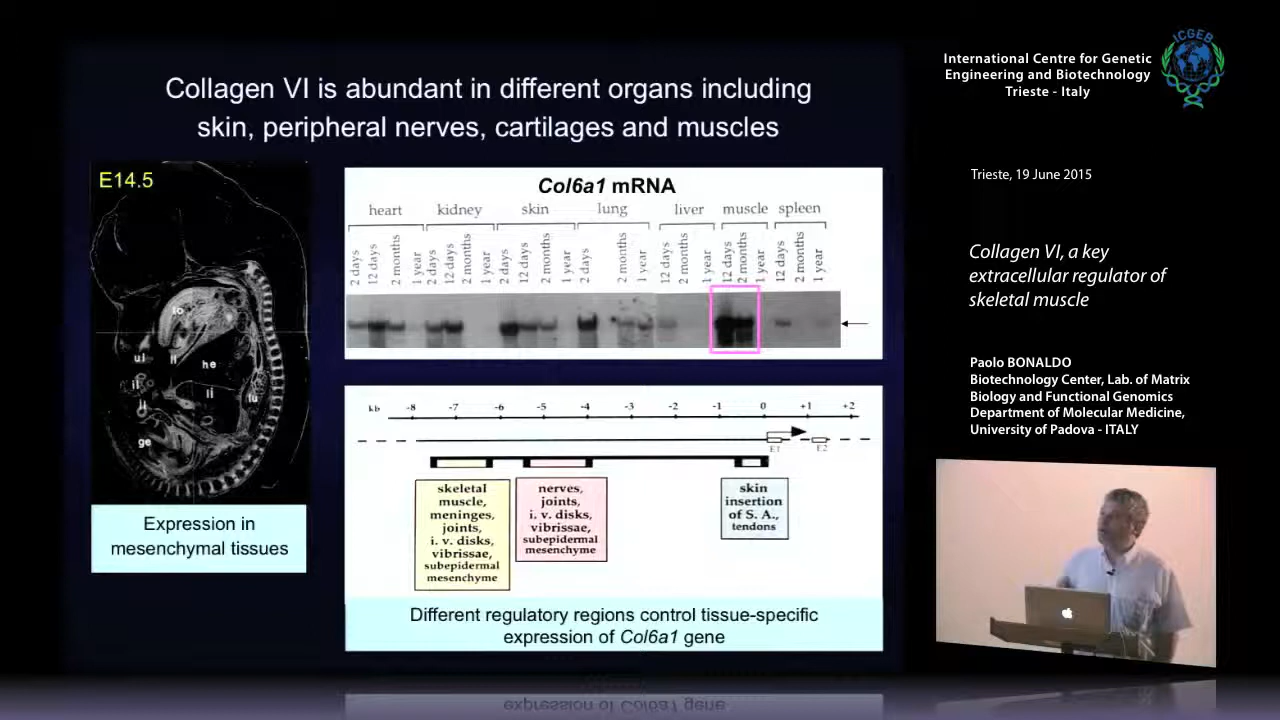 Collagen VI is abundant in different organs including
skin, peripheral nerves, cartilages and muscles
E14.5
to
ul
li
he
il
li
lu
ge
Expression in
mesenchymal tissues
Col6a1 mRNA
heart kidney skin lung liver muscle spleen
2 days 12 days 2 months 1 year 2 days 12 days 2 months 1 year 2 days 12 days 2 months 1 year 2 days 2 months 1 year 12 days 2 months 1 year 12 days 2 months 1 year 12 days 2 months 1 year
kb -8 -7 -6 -5 -4 -3 -2 -1 0 +1 +2
E1 E2
skeletal
muscle,
meninges,
joints,
i. v. disks,
vibrissae,
subepidermal
mesenchyme
nerves,
joints,
i. v. disks,
vibrissae,
subepidermal
mesenchyme
skin
insertion
of S. A.,
tendons
Different regulatory regions control tissue-specific
expression of Col6a1 gene
International Centre for Genetic
Engineering and Biotechnology
Trieste - Italy
ICGEB
Trieste, 19 June 2015
Collagen VI, a key
extracellular regulator of
skeletal muscle
Paolo BONALDO
Biotechnology Center, Lab. of Matrix
Biology and Functional Genomics
Department of Molecular Medicine,
University of Padova - ITALY